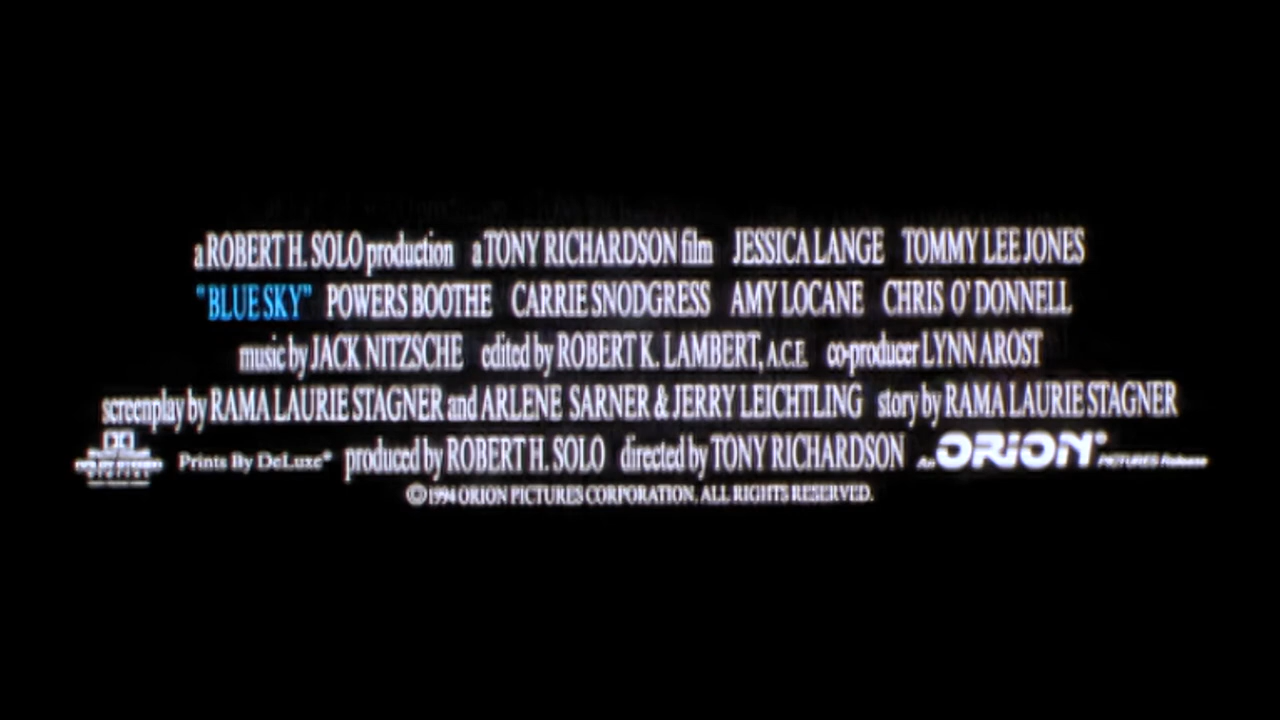 a ROBERT H. SOLO production a TONY RICHARDSON film JESSICA LANGE TOMMY LEE JONES
"BLUE SKY" POWERS BOOTHE CARRIE SNODGRESS AMY LOCANE CHRIS O'DONNELL
music by JACK NITZSCHE edited by ROBERT K. LAMBERT, A.C.E. co-producer LYNN AROST
screenplay by RAMA LAURIE STAGNER and ARLENE SARNER & JERRY LEICHTLING story by RAMA LAURIE STAGNER
Prints By DeLuxe® produced by ROBERT H. SOLO directed by TONY RICHARDSON An ORION® PICTURES Release
©1994 ORION PICTURES CORPORATION. ALL RIGHTS RESERVED.